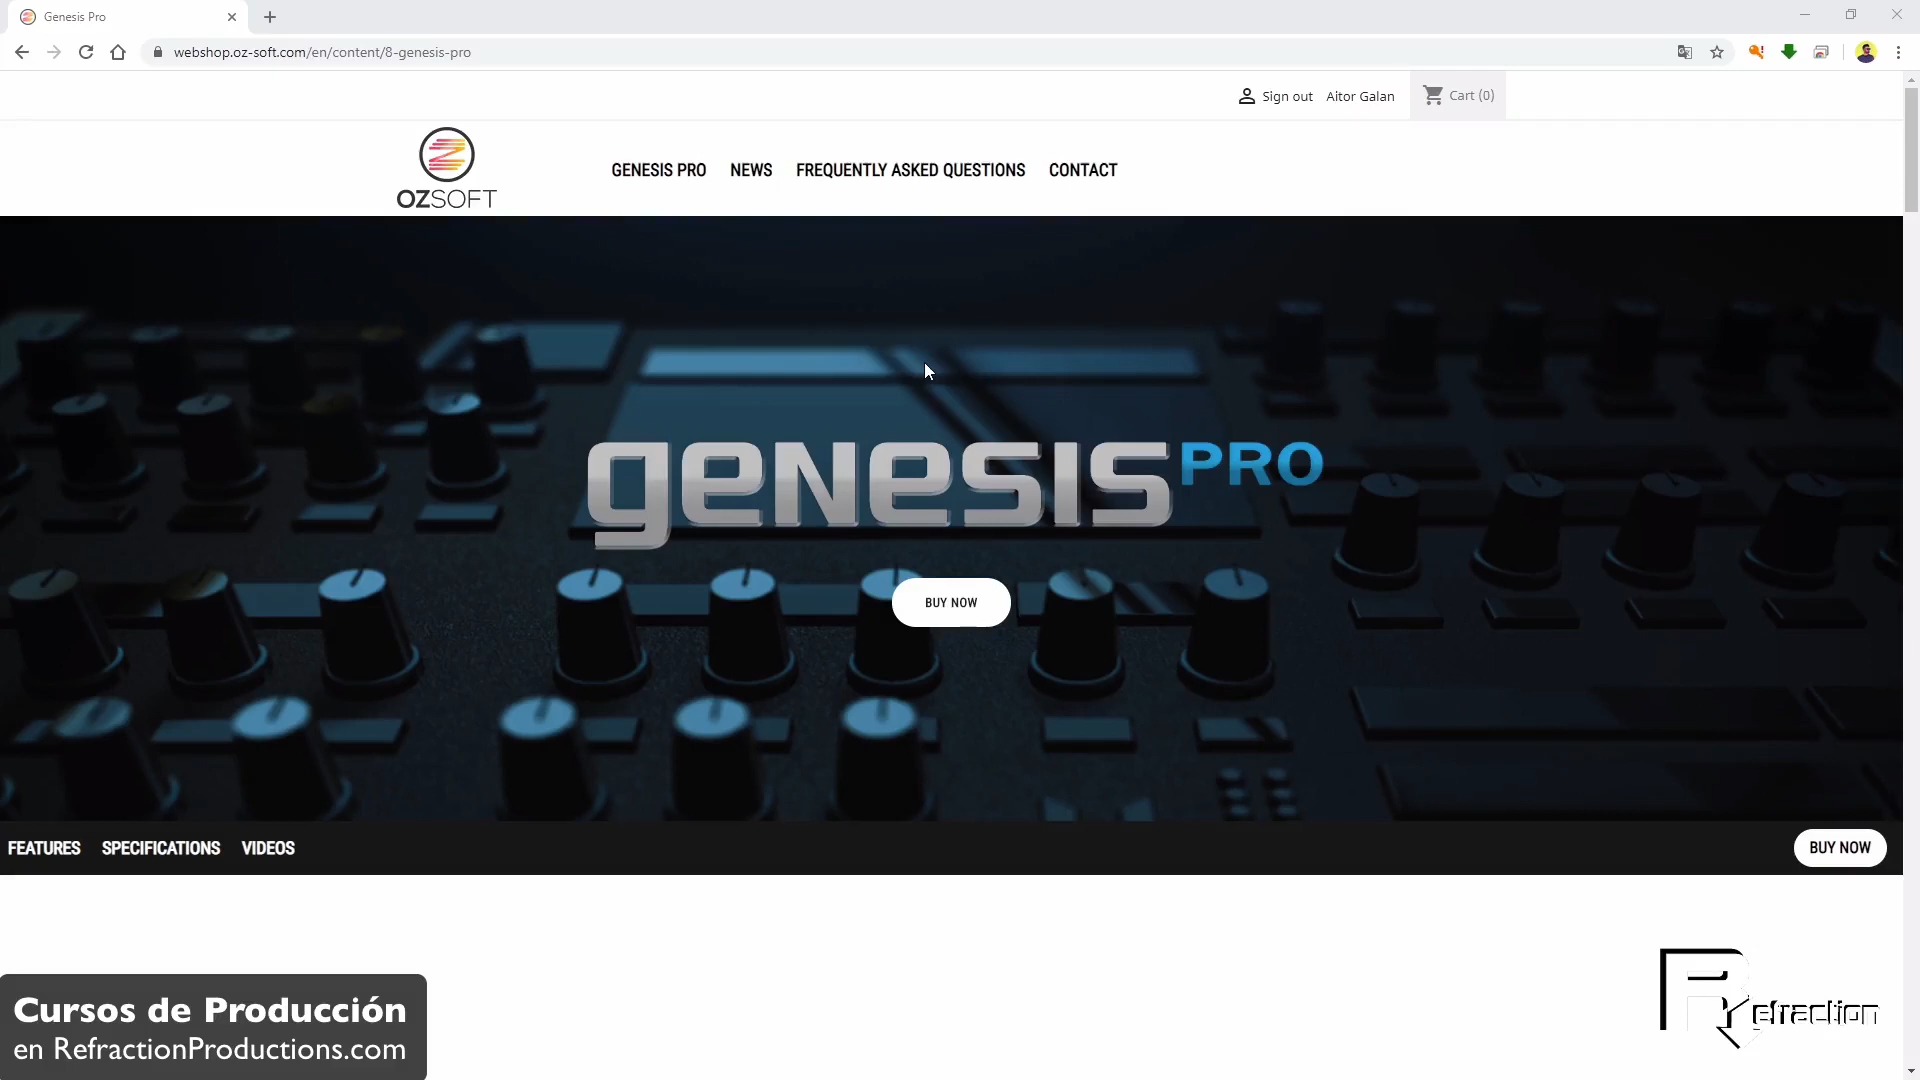 Genesis Pro
webshop.oz-soft.com/en/content/8-genesis-pro
Sign out Aitor Galan Cart (0)
OZSOFT
GENESIS PRO NEWS FREQUENTLY ASKED QUESTIONS CONTACT
genesis PRO
BUY NOW
FEATURES SPECIFICATIONS VIDEOS BUY NOW
Cursos de Producción
en RefractionProductions.com
Refraction